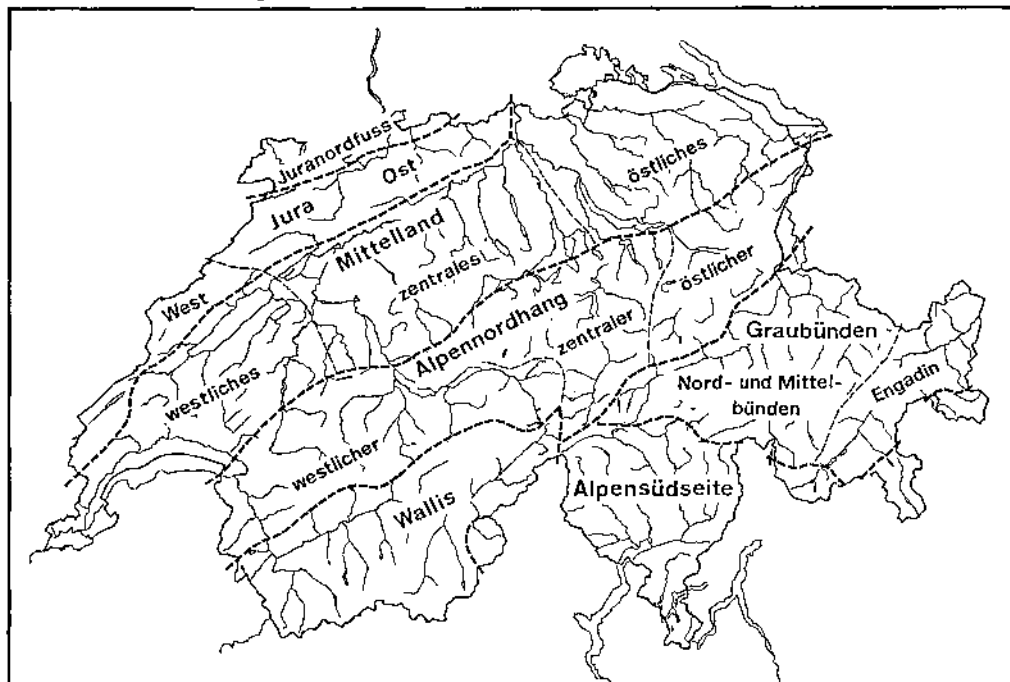 Juranordfuss
Ost
Jura
östliches
Mittelland
West
zentrales
östlicher
Alpennordhang
zentraler
Graubünden
westliches
Nord- und Mittel-
bünden
Engadin
westlicher
Wallis
Alpensüdseite